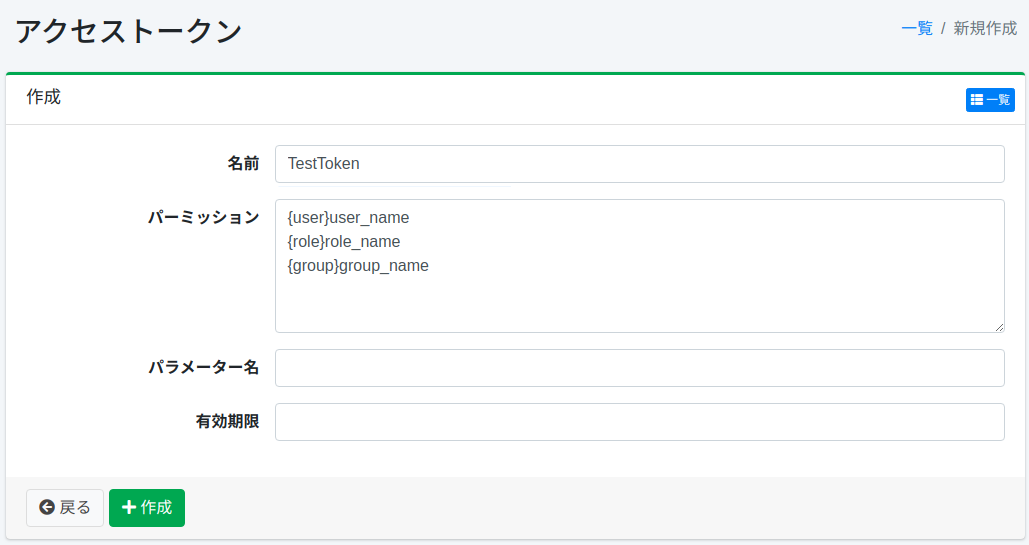 アクセストークン
一覧 / 新規作成
作成
一覧
名前
TestToken
パーミッション
{user}user_name
{role}role_name
{group}group_name
パラメーター名
有効期限
戻る
作成